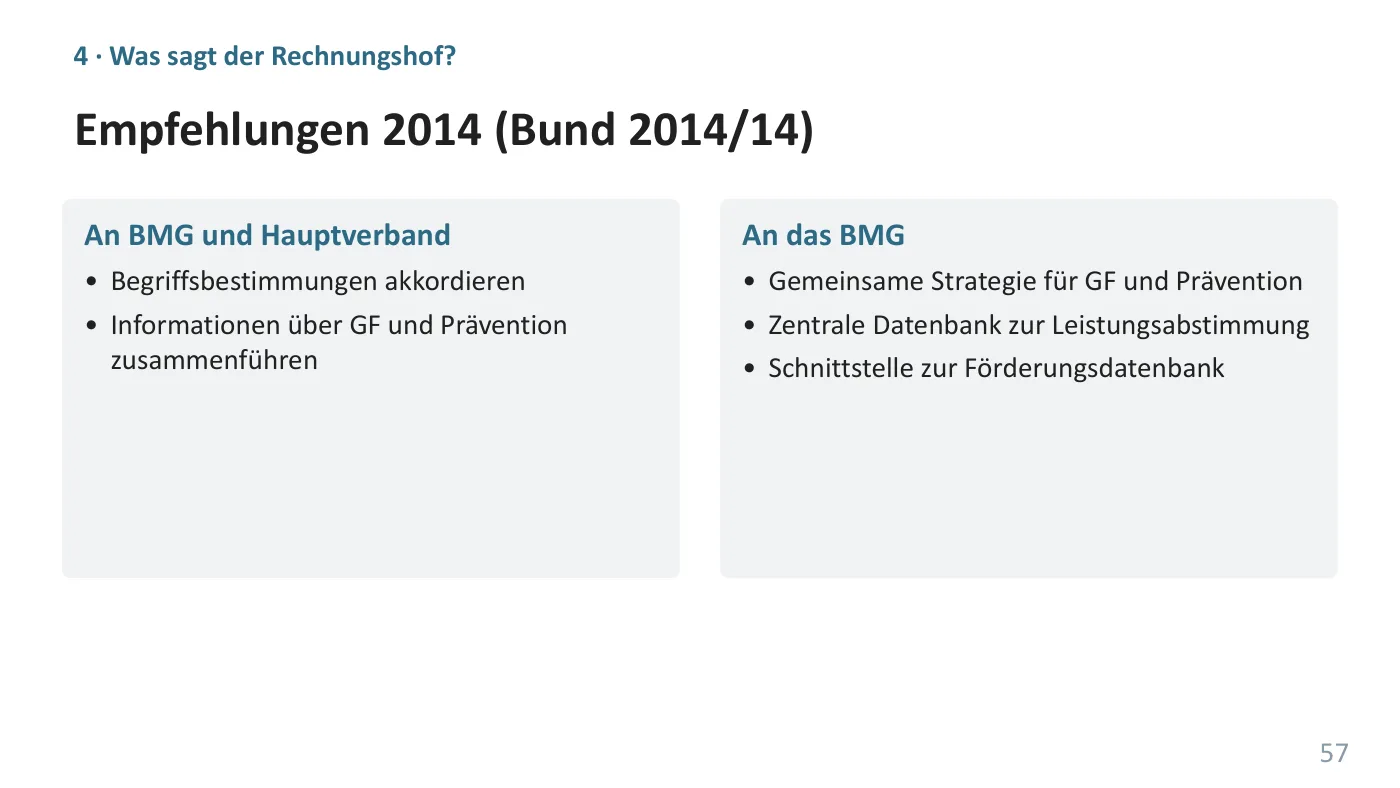 4 · Was sagt der Rechnungshof?
Empfehlungen 2014 (Bund 2014/14)
An BMG und Hauptverband
• Begriffsbestimmungen akkordieren
• Informationen über GF und Prävention
zusammenführen
An das BMG
• Gemeinsame Strategie für GF und Prävention
• Zentrale Datenbank zur Leistungsabstimmung
• Schnittstelle zur Förderungsdatenbank
57